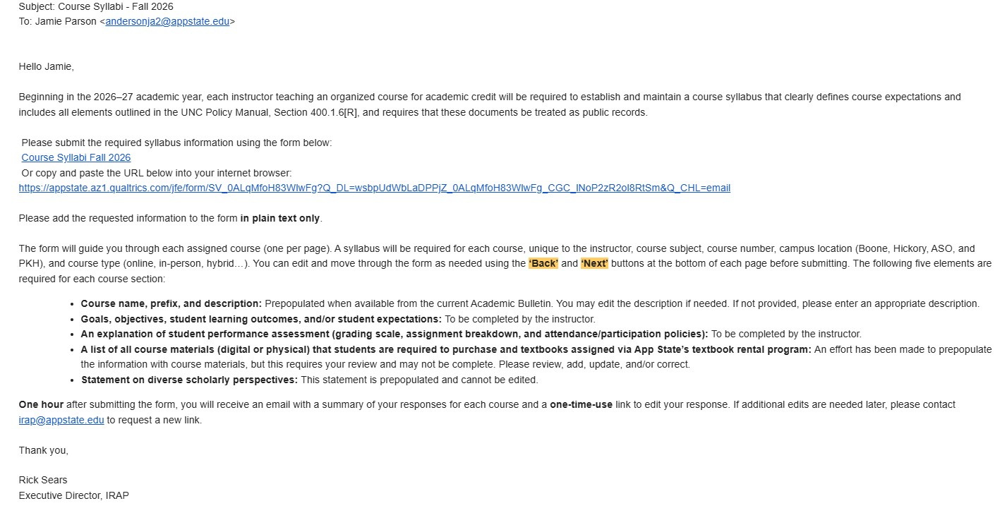 Subject: Course Syllabi - Fall 2026
To: Jamie Parson <andersonja2@appstate.edu>
Hello Jamie,
Beginning in the 2026–27 academic year, each instructor teaching an organized course for academic credit will be required to establish and maintain a course syllabus that clearly defines course expectations and
includes all elements outlined in the UNC Policy Manual, Section 400.1.6[R], and requires that these documents be treated as public records.
Please submit the required syllabus information using the form below:
Course Syllabi Fall 2026
Or copy and paste the URL below into your internet browser:
https://appstate.az1.qualtrics.com/jfe/form/SV_0ALqMfoH83WlwFg?Q_DL=wsbpUdWbLaDPPjZ_0ALqMfoH83WlwFg_CGC_INoP2zR2ol8RtSm&Q_CHL=email
Please add the requested information to the form in plain text only.
The form will guide you through each assigned course (one per page). A syllabus will be required for each course, unique to the instructor, course subject, course number, campus location (Boone, Hickory, ASO, and
PKH), and course type (online, in-person, hybrid…). You can edit and move through the form as needed using the ‘Back’ and ‘Next’ buttons at the bottom of each page before submitting. The following five elements are
required for each course section:
• Course name, prefix, and description: Prepopulated when available from the current Academic Bulletin. You may edit the description if needed. If not provided, please enter an appropriate description.
• Goals, objectives, student learning outcomes, and/or student expectations: To be completed by the instructor.
• An explanation of student performance assessment (grading scale, assignment breakdown, and attendance/participation policies): To be completed by the instructor.
• A list of all course materials (digital or physical) that students are required to purchase and textbooks assigned via App State’s textbook rental program: An effort has been made to prepopulate
the information with course materials, but this requires your review and may not be complete. Please review, add, update, and/or correct.
• Statement on diverse scholarly perspectives: This statement is prepopulated and cannot be edited.
One hour after submitting the form, you will receive an email with a summary of your responses for each course and a one-time-use link to edit your response. If additional edits are needed later, please contact
irap@appstate.edu to request a new link.
Thank you,
Rick Sears
Executive Director, IRAP